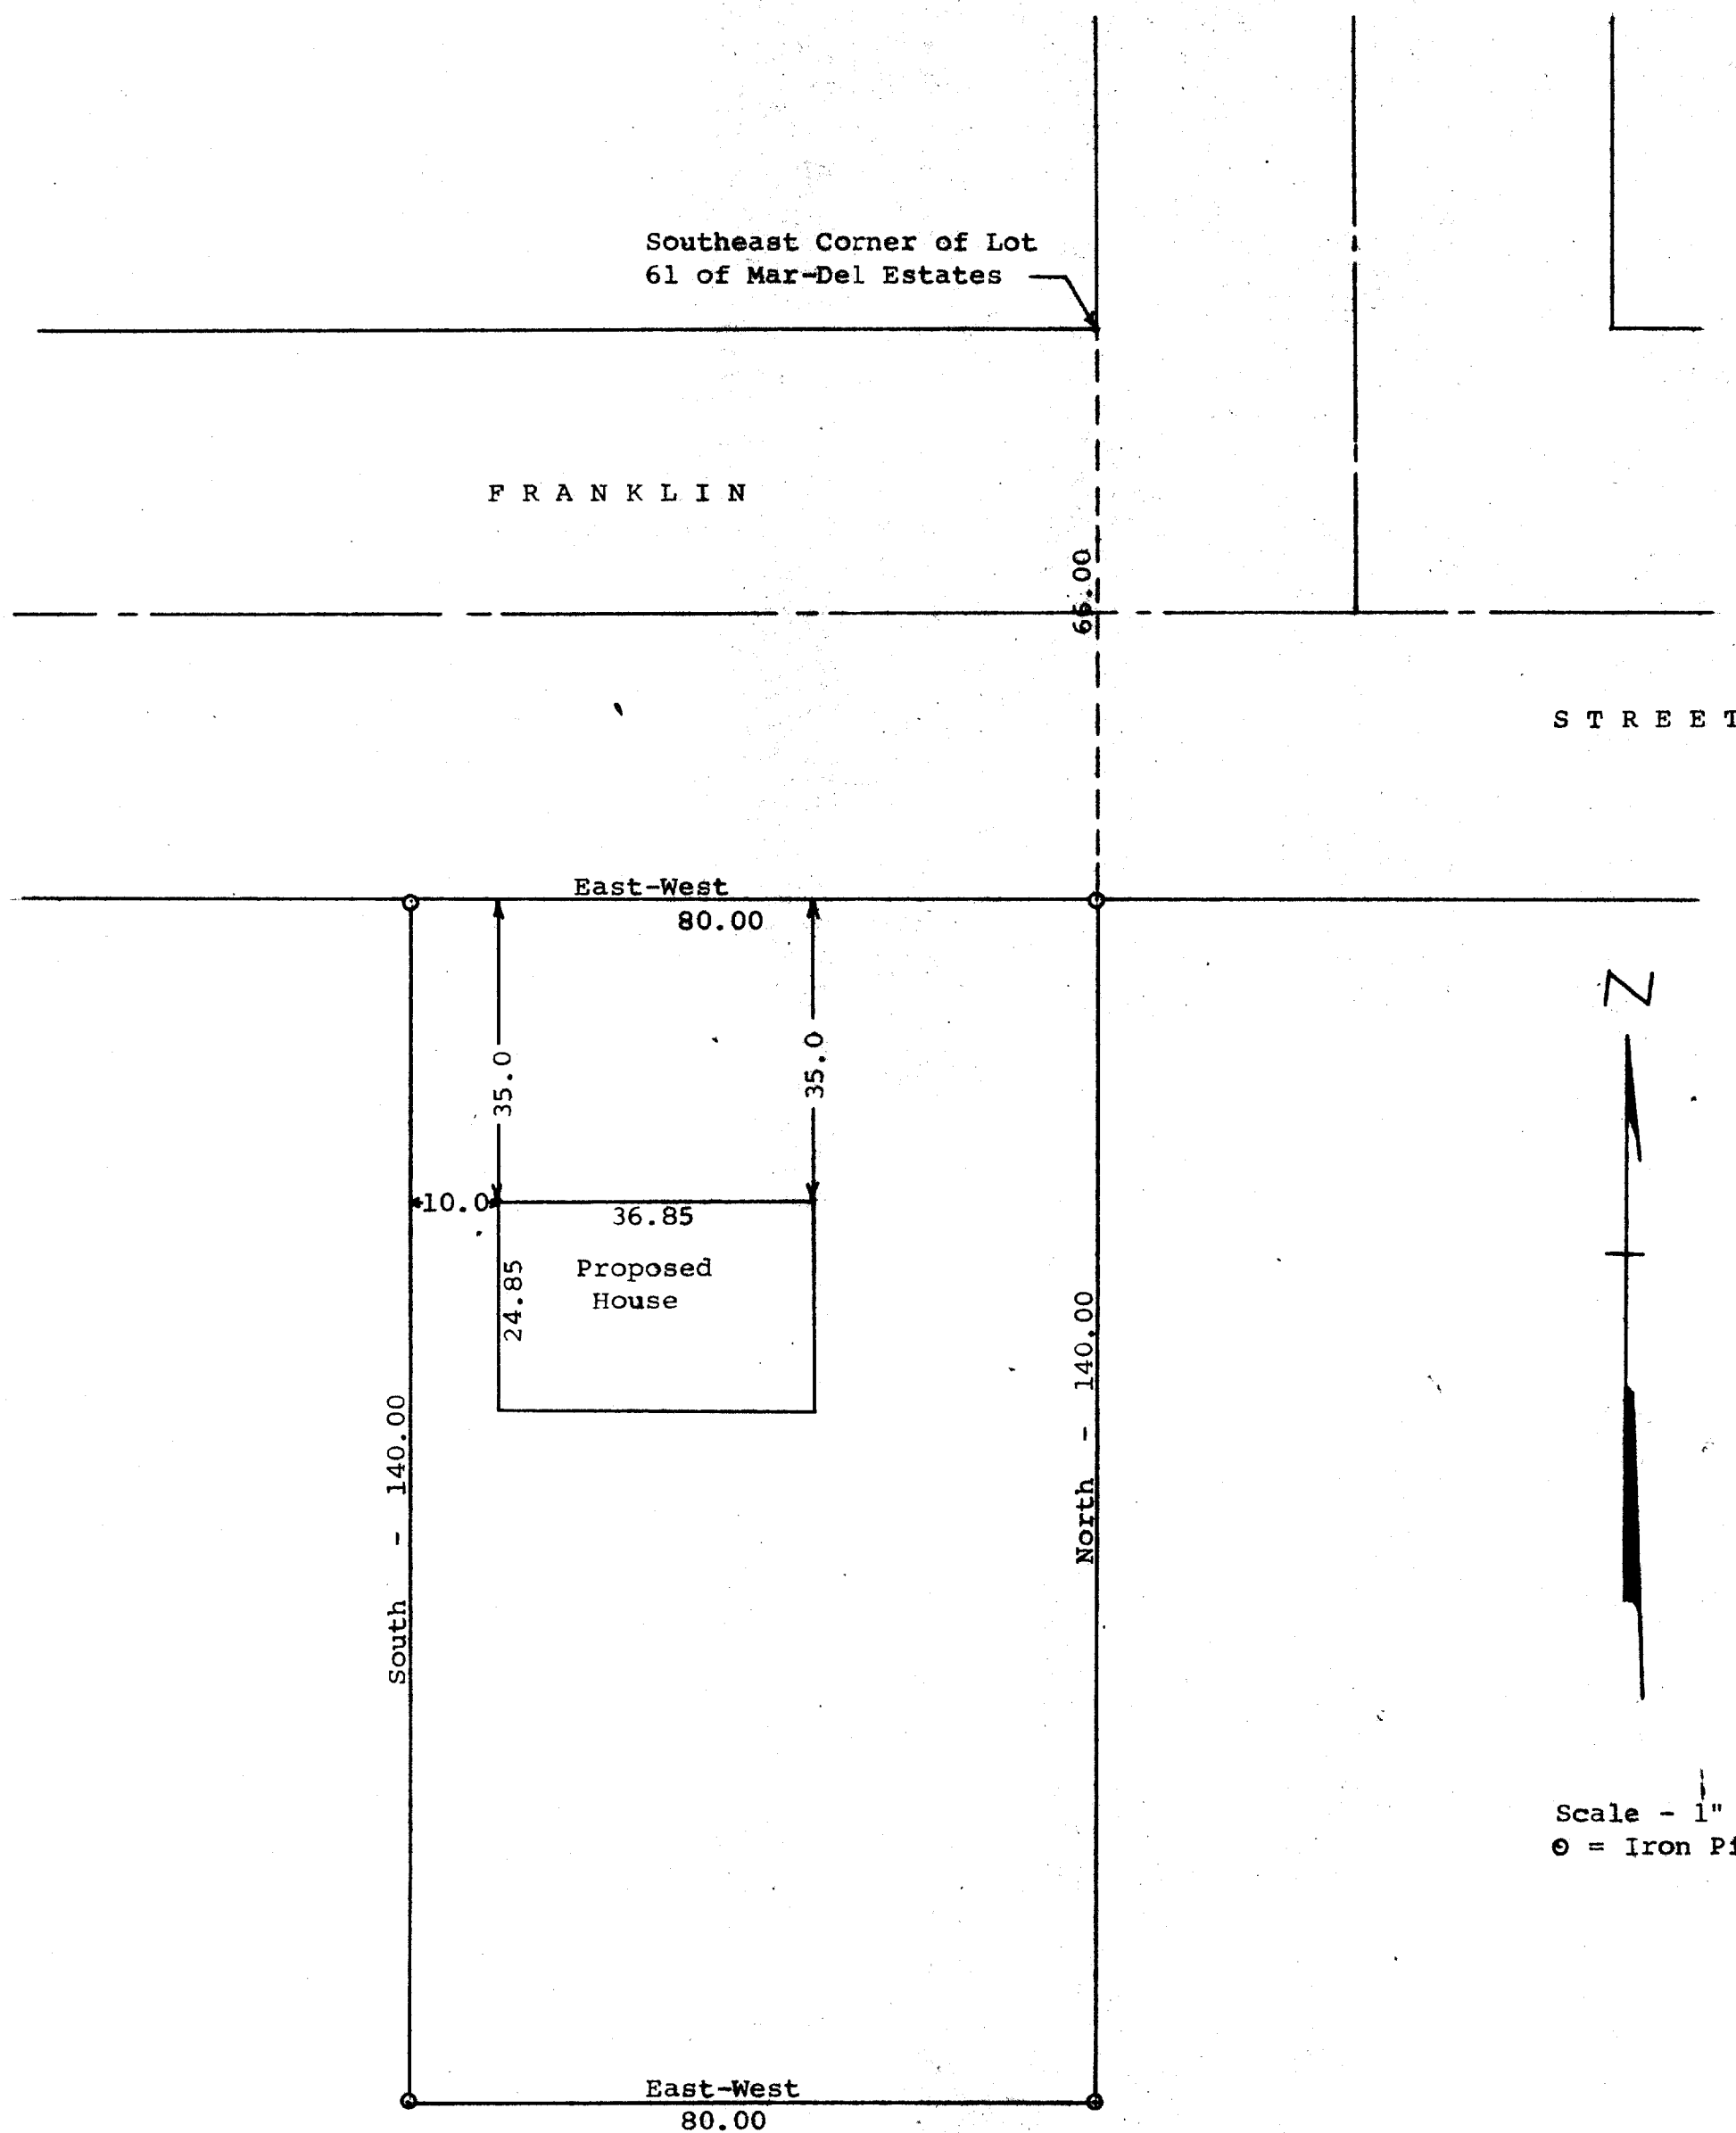 Southeast Corner of Lot
61 of Mar-Del Estates
F R A N K L I N
66.00
S T R E E T
East-West
80.00
N
35.0
35.0
10.0
36.85
24.85
Proposed
House
South - 140.00
North - 140.00
Scale - 1"
= Iron
East-West
80.00